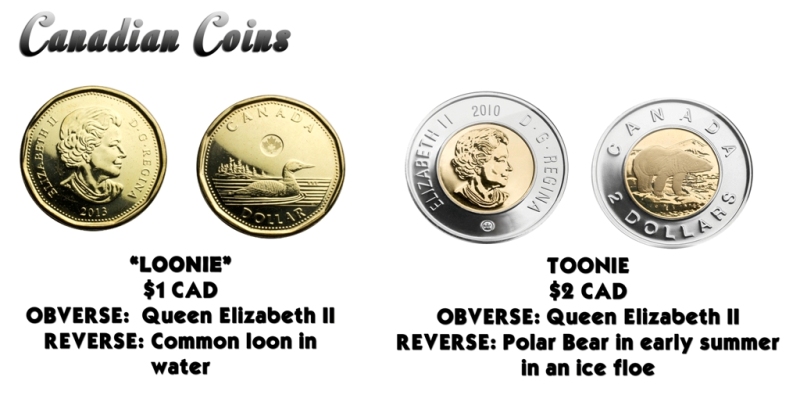 Canadian Coins
ELIZABETH II D·G·REGINA
2013
CANADA
DOLLAR
ELIZABETH II 2010 D·G·REGINA
CANADA
2 DOLLARS
"LOONIE"
$1 CAD
OBVERSE: Queen Elizabeth II
REVERSE: Common loon in
water
TOONIE
$2 CAD
OBVERSE: Queen Elizabeth II
REVERSE: Polar Bear in early summer
in an ice floe